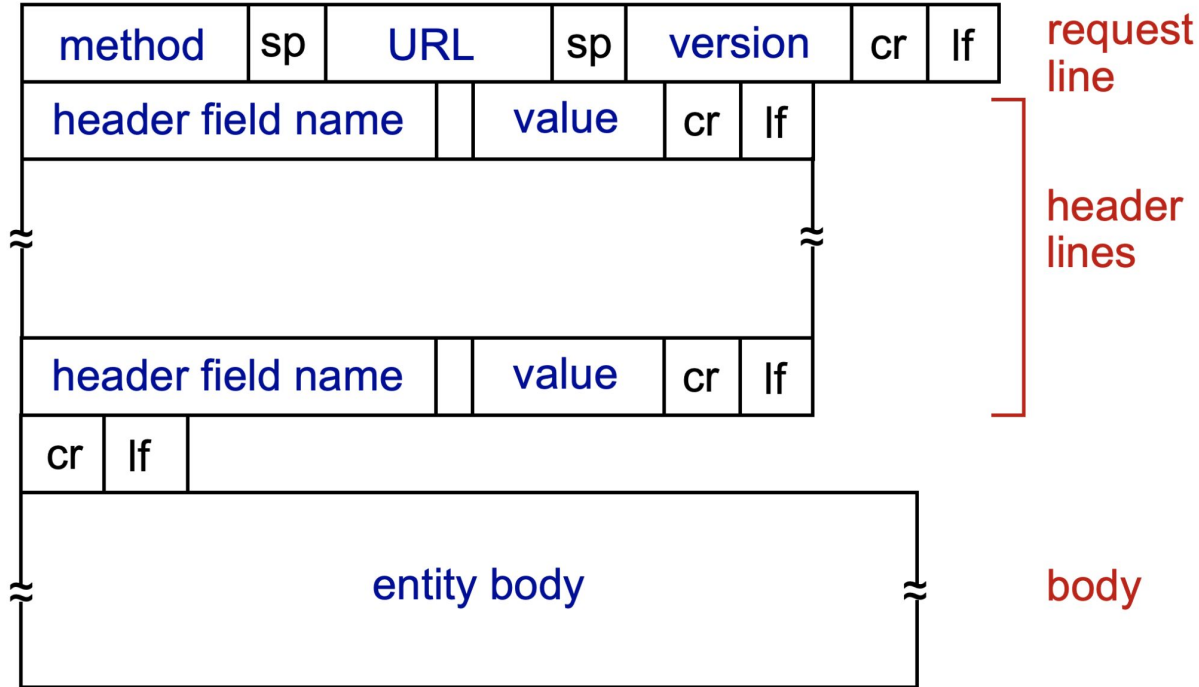 method sp URL sp version cr lf
request
line
header field name value cr lf
header
lines
header field name value cr lf
cr lf
entity body
body